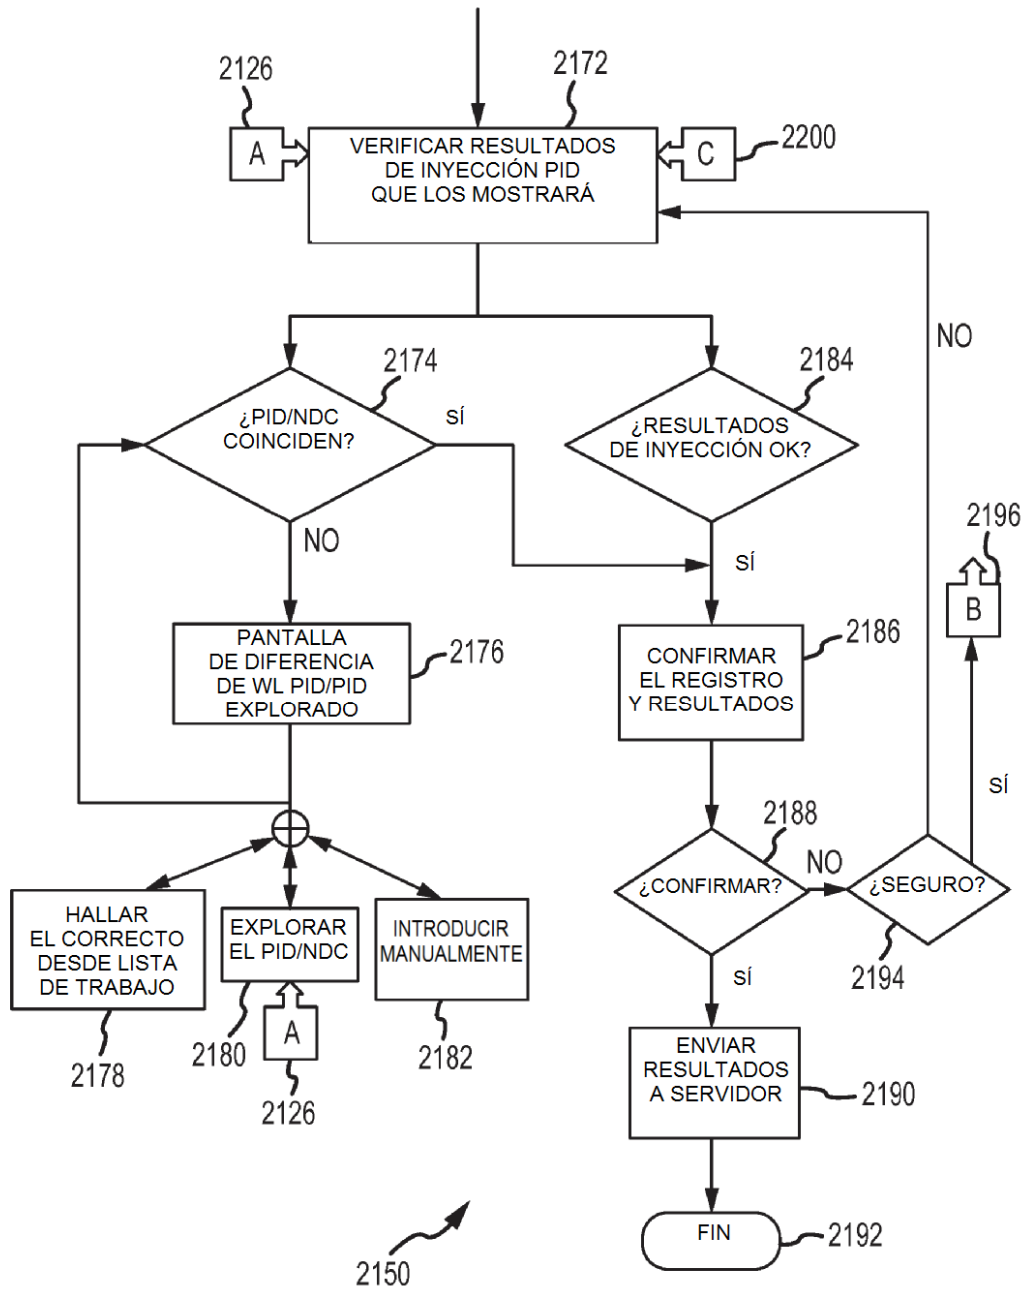 2126
2172
A
VERIFICAR RESULTADOS
DE INYECCIÓN PID
QUE LOS MOSTRARÁ
C
2200
NO
2174
¿PID/NDC
COINCIDEN?
SÍ
2184
¿RESULTADOS
DE INYECCIÓN OK?
NO
SÍ
2196
B
PANTALLA
DE DIFERENCIA
DE WL PID/PID
EXPLORADO
2176
CONFIRMAR
EL REGISTRO
Y RESULTADOS
2186
SÍ
2188
¿CONFIRMAR?
NO
¿SEGURO?
2194
HALLAR
EL CORRECTO
DESDE LISTA
DE TRABAJO
2178
EXPLORAR
EL PID/NDC
2180
A
2126
INTRODUCIR
MANUALMENTE
2182
SÍ
ENVIAR
RESULTADOS
A SERVIDOR
2190
FIN
2192
2150